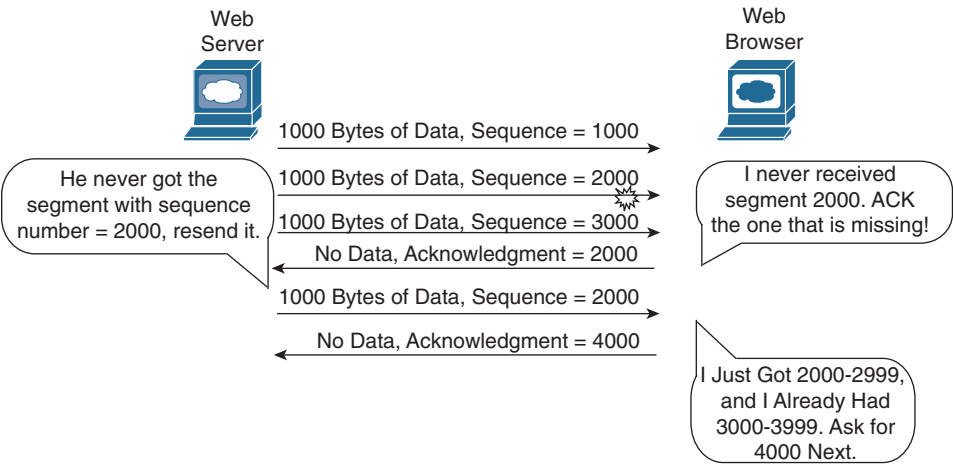 Web
Server
Web
Browser
1000 Bytes of Data, Sequence = 1000
He never got the
segment with sequence
number = 2000, resend it.
1000 Bytes of Data, Sequence = 2000
1000 Bytes of Data, Sequence = 3000
I never received
segment 2000. ACK
the one that is missing!
No Data, Acknowledgment = 2000
1000 Bytes of Data, Sequence = 2000
No Data, Acknowledgment = 4000
I Just Got 2000-2999,
and I Already Had
3000-3999. Ask for
4000 Next.